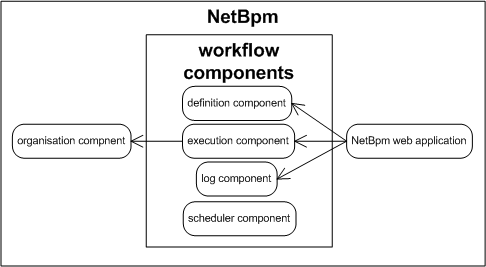 NetBpm
workflow
components
definition component
organisation compnent
execution component
NetBpm web application
log component
scheduler component